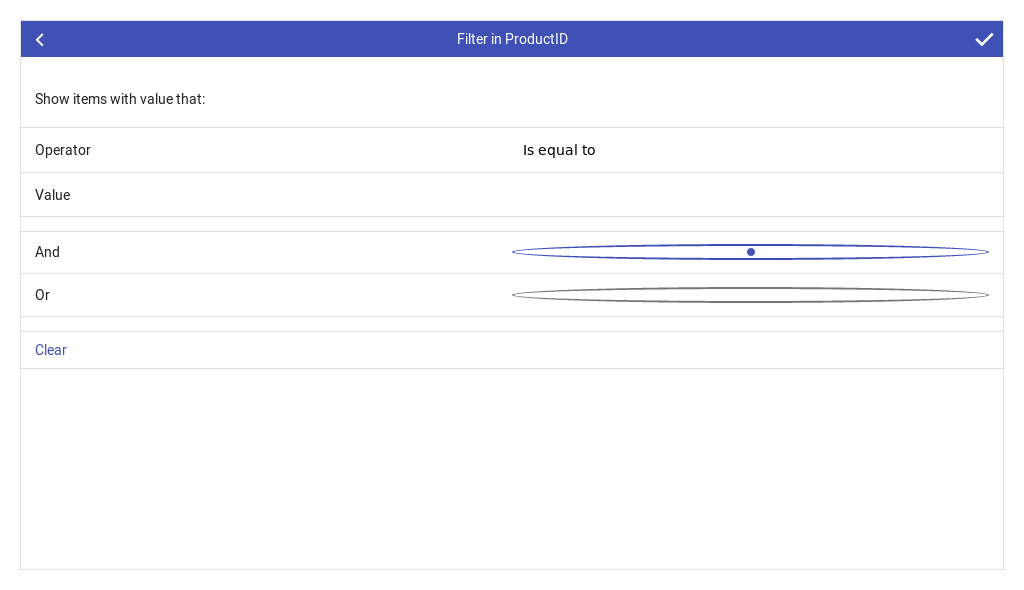 Filter in ProductID
Show items with value that:
Operator Is equal to
Value
And
Or
Clear